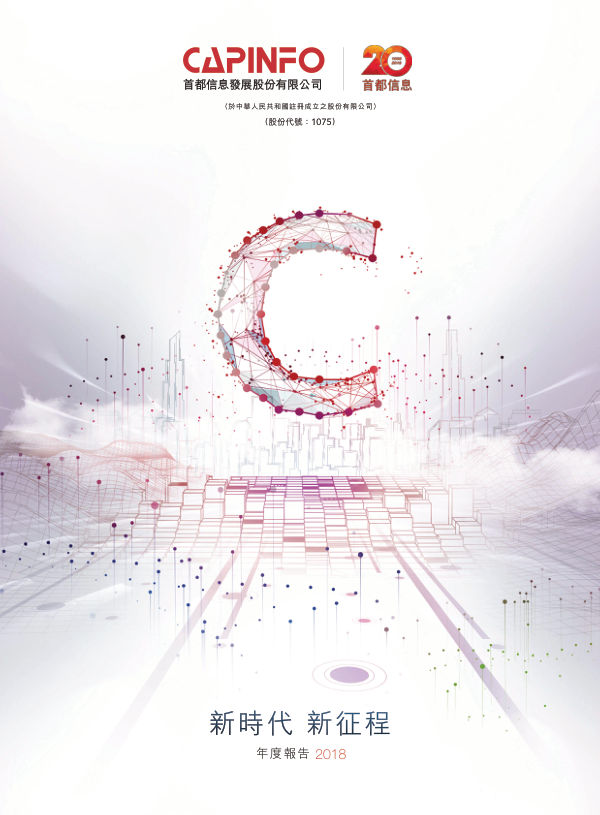 CAPINFO
首都信息發展股份有限公司
20
1998
2018
首都信息
（於中華人民共和國註冊成立之股份有限公司）
（股份代號：1075）
新時代 新征程
年度報告 2018